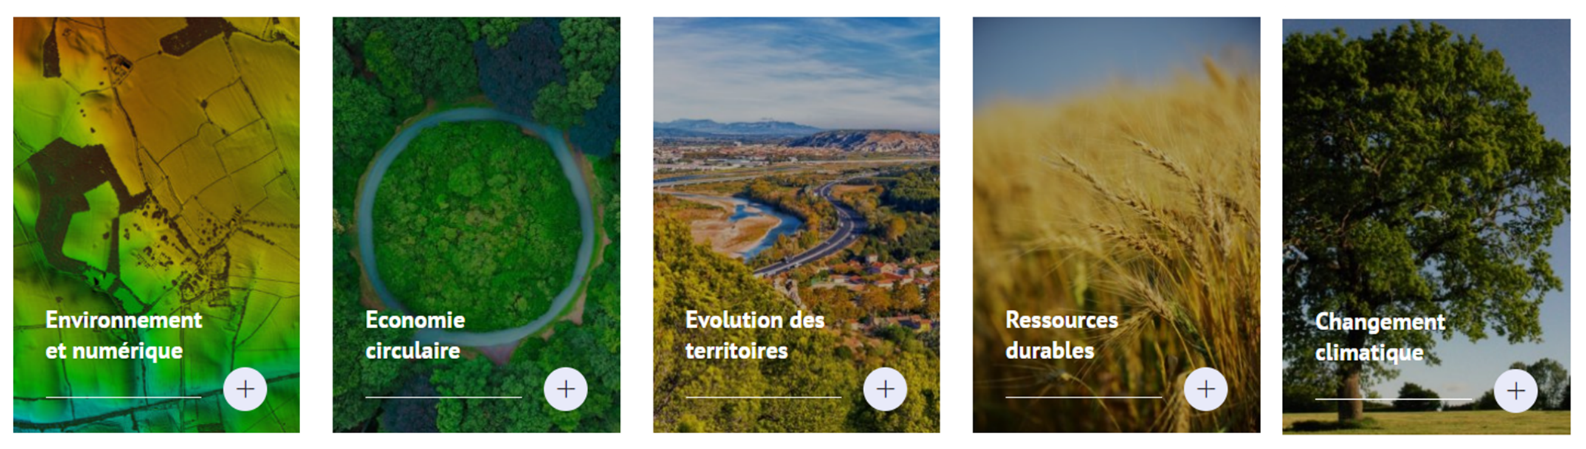 Environnement
et numérique
Economie
circulaire
Evolution des
territoires
Ressources
durables
Changement
climatique